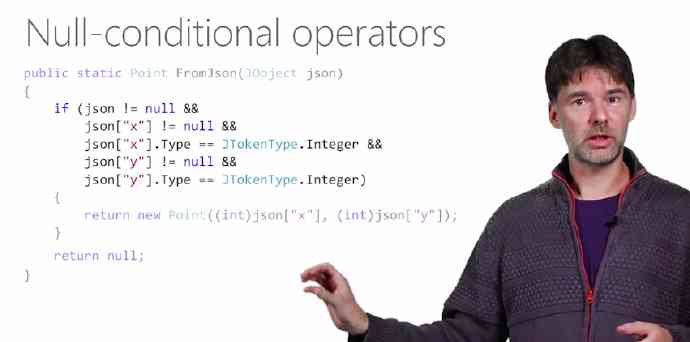 Null-conditional operators
public static Point FromJson(JObject json)
{
if (json != null &&
json["x"] != null &&
json["x"].Type == JTokenType.Integer &&
json["y"] != null &&
json["y"].Type == JTokenType.Integer)
{
return new Point((int)json["x"], (int)json["y"]);
}
return null;
}